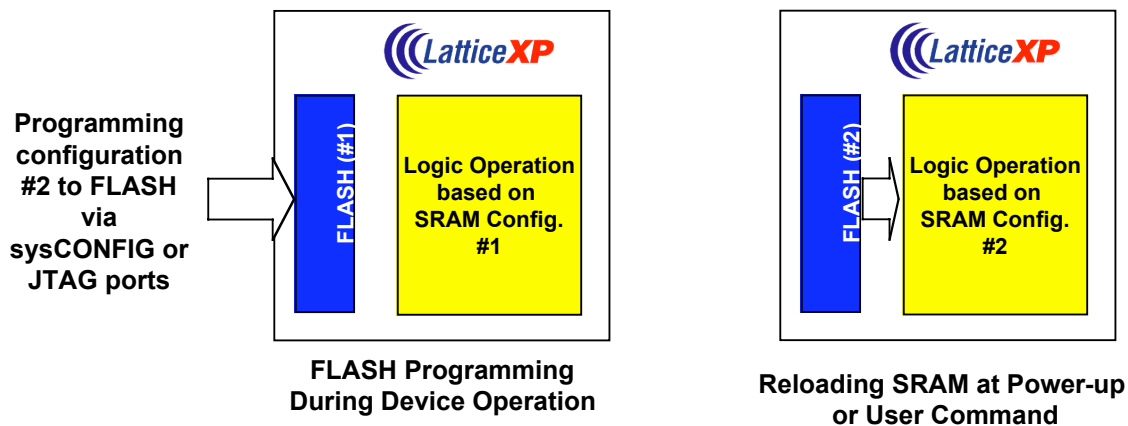 LatticeXP
Programming
configuration
#2 to FLASH
via
sysCONFIG or
JTAG ports
FLASH (#1)
Logic Operation
based on
SRAM Config.
#1
FLASH Programming
During Device Operation
LatticeXP
FLASH (#2)
Logic Operation
based on
SRAM Config.
#2
Reloading SRAM at Power-up
or User Command